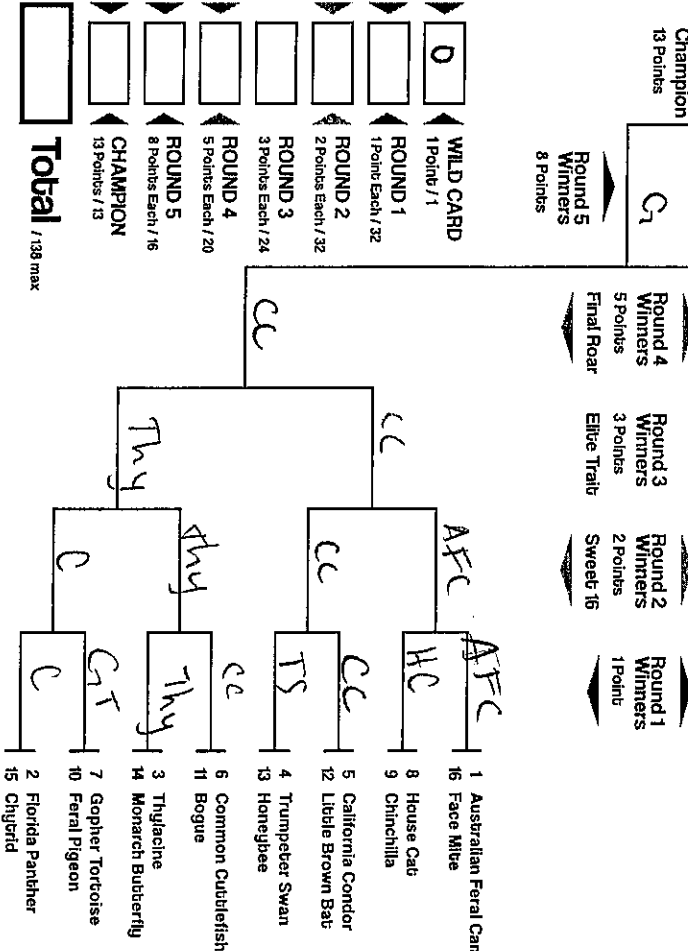 Champion
13 Points
Round 5
Winners
8 Points
Round 4
Winners
5 Points
Final Roar
Round 3
Winners
3 Points
Elite Trait
Round 2
Winners
2 Points
Sweet 16
Round 1
Winners
1 Point
G
CC
CC
Thy
AFC
CC
Thy
C
AFC
HC
CC
TS
CC
Thy
GT
C
1 Australian Feral
16 Face Mite
8 House Cat
9 Chinchilla
5 California Condor
12 Little Brown Bat
4 Trumpeter Swan
13 Honeybee
6 Common Cuttlefish
11 Bogue
3 Thylacine
14 Monarch Butterfly
7 Gopher Tortoise
10 Feral Pigeon
2 Florida Panther
15 Chytrid
0
WILD CARD
1 Point / 1
ROUND 1
1 Point Each / 32
ROUND 2
2 Points Each / 32
ROUND 3
3 Points Each / 24
ROUND 4
5 Points Each / 20
ROUND 5
8 Points Each / 16
CHAMPION
13 Points / 13
Total / 138 max